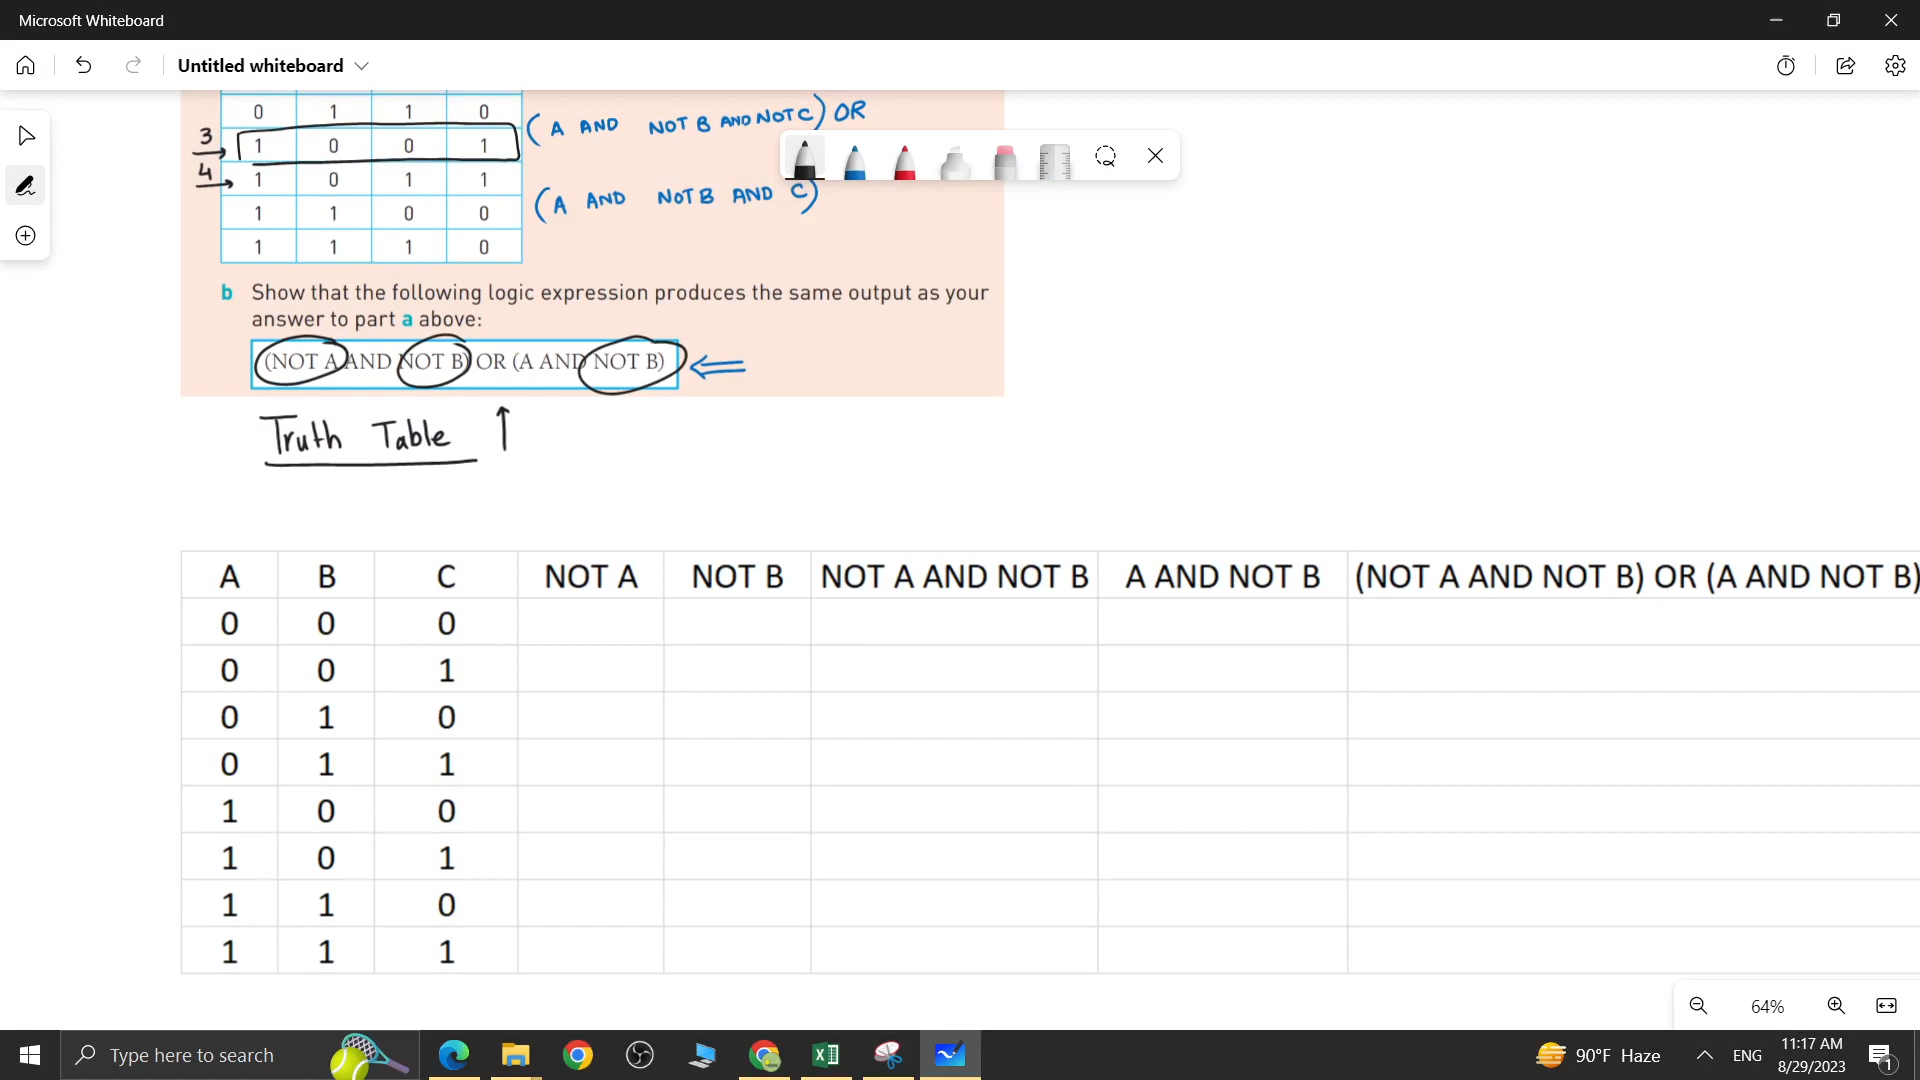 Microsoft Whiteboard
Untitled whiteboard
0 1 1 0
(A AND NOT B AND NOT C) OR
3
1 0 0 1
4
1 0 1 1
(A AND NOT B AND C)
1 1 0 0
1 1 1 0
b Show that the following logic expression produces the same output as your
answer to part a above:
(NOT A AND NOT B) OR (A AND NOT B)
Truth Table
A B C NOT A NOT B NOT A AND NOT B A AND NOT B (NOT A AND NOT B) OR (A AND NOT B)
0 0 0
0 0 1
0 1 0
0 1 1
1 0 0
1 0 1
1 1 0
1 1 1
64%
Type here to search
90°F Haze
ENG
11:17 AM
8/29/2023
1